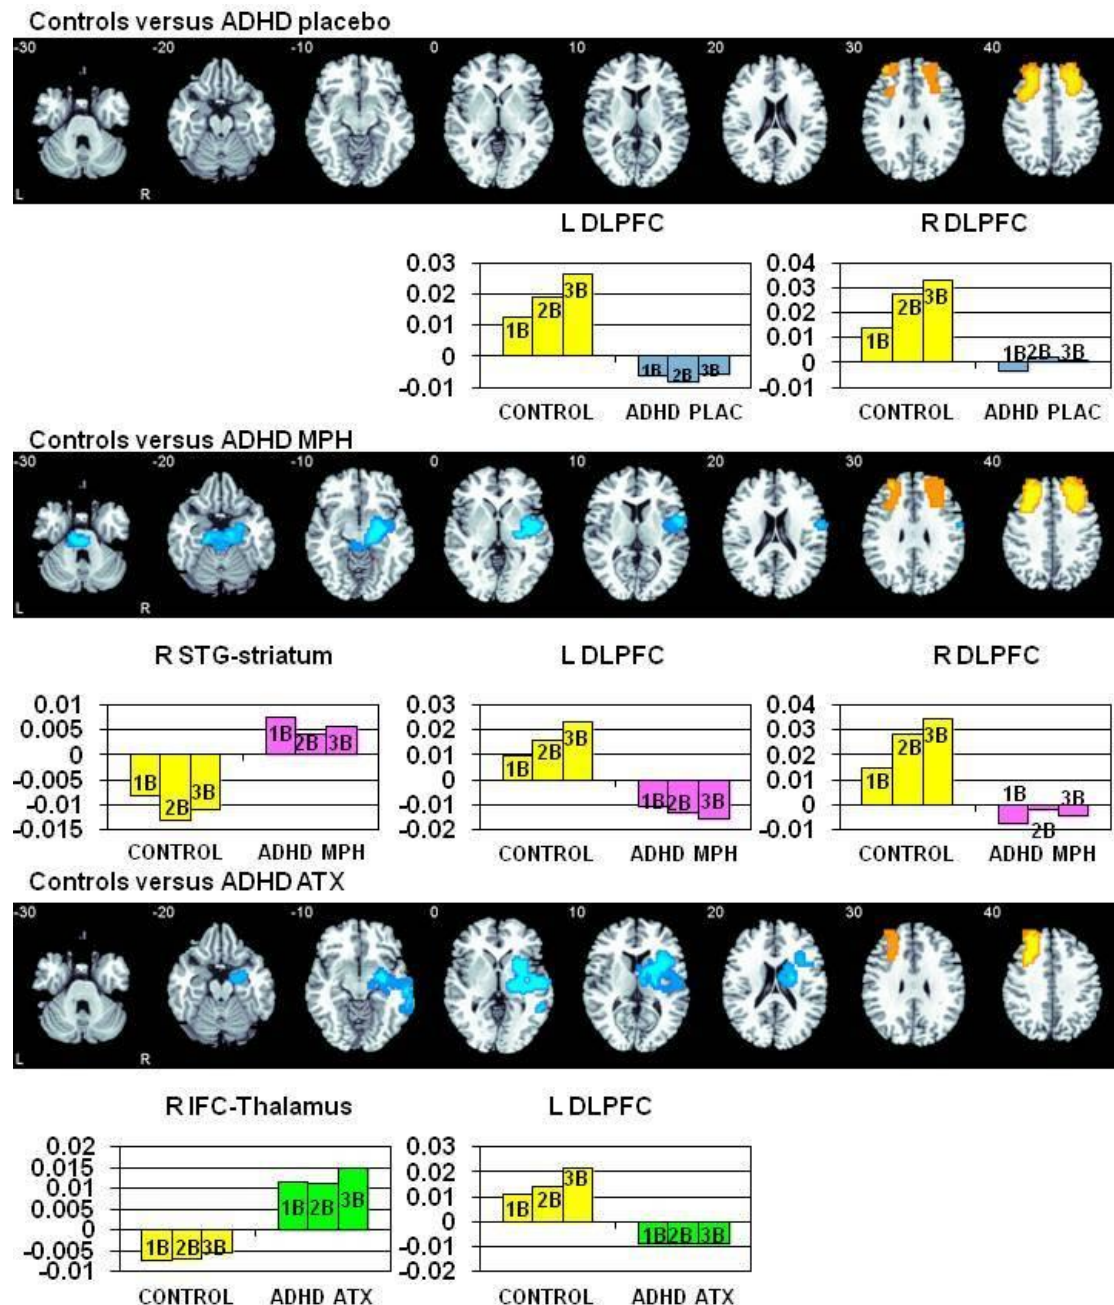 Controls versus ADHD placebo
-30 -20 -10 0 10 20 30 40
L R
L DLPFC R DLPFC
0.03 0.04
0.02 0.03
0.01 0.02
0 0.01
-0.01 0
-0.01
1B 2B 3B 1B 2B 3B 1B 2B 3B 1B 2B 3B
CONTROL ADHD PLAC CONTROL ADHD PLAC
Controls versus ADHD MPH
-30 -20 -10 0 10 20 30 40
L R
R STG-striatum L DLPFC R DLPFC
0.01 0.03 0.04
0.005 0.02 0.03
0 0.01 0.02
-0.005 0 0.01
-0.01 -0.01 0
-0.015 -0.02 -0.01
1B 2B 3B 1B 2B 3B 1B 2B 3B 1B 2B 3B 1B 2B 3B 1B 2B 3B
CONTROL ADHD MPH CONTROL ADHD MPH CONTROL ADHD MPH
Controls versus ADHD ATX
-30 -20 -10 0 10 20 30 40
L R
R IFC-Thalamus L DLPFC
0.02 0.03
0.015 0.02
0.01 0.01
0.005 0
0 -0.01
-0.005 -0.02
-0.01
1B 2B 3B 1B 2B 3B 1B 2B 3B 1B 2B 3B
CONTROL ADHD ATX CONTROL ADHD ATX